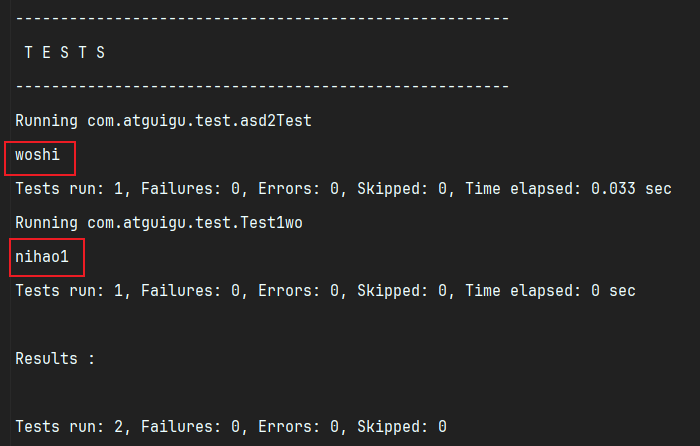 -------------------------------------------------------
T E S T S
-------------------------------------------------------
Running com.atguigu.test.asd2Test
woshi
Tests run: 1, Failures: 0, Errors: 0, Skipped: 0, Time elapsed: 0.033 sec
Running com.atguigu.test.Test1wo
nihao1
Tests run: 1, Failures: 0, Errors: 0, Skipped: 0, Time elapsed: 0 sec
Results :
Tests run: 2, Failures: 0, Errors: 0, Skipped: 0